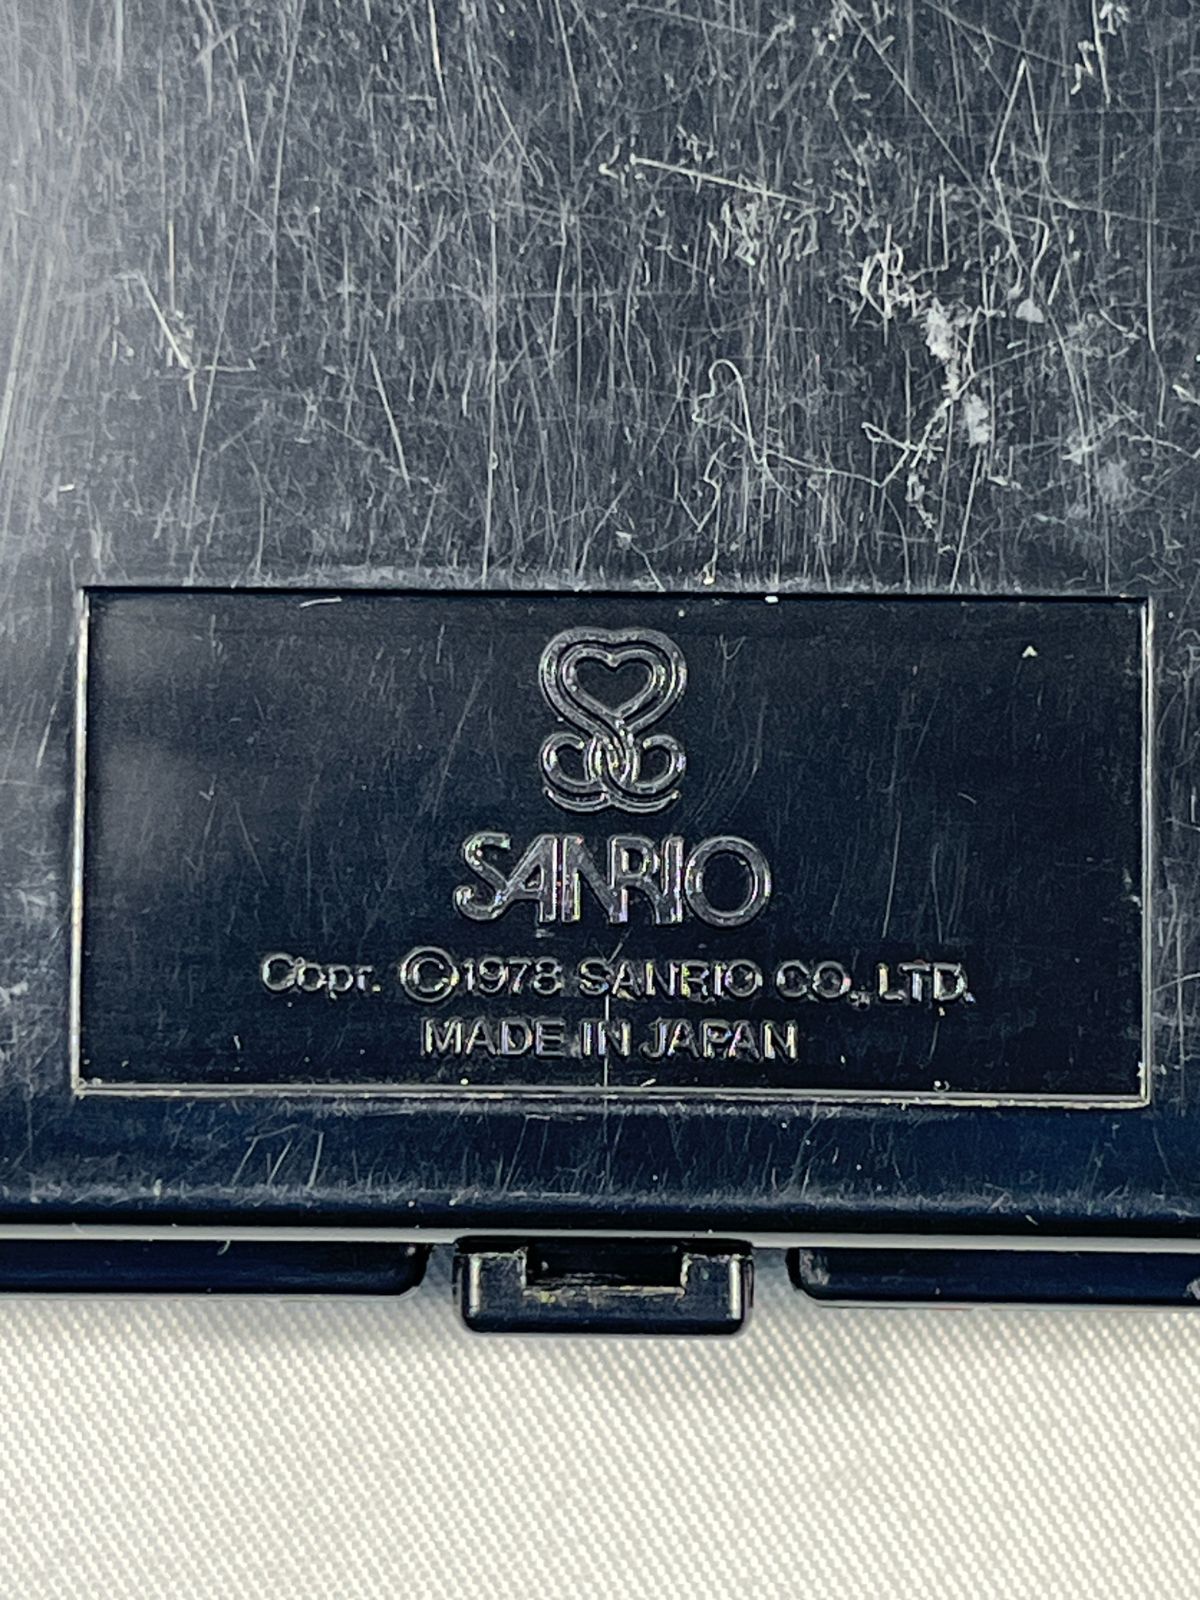 SANRIO
Copr. ©1978 SANRIO CO., LTD.
MADE IN JAPAN